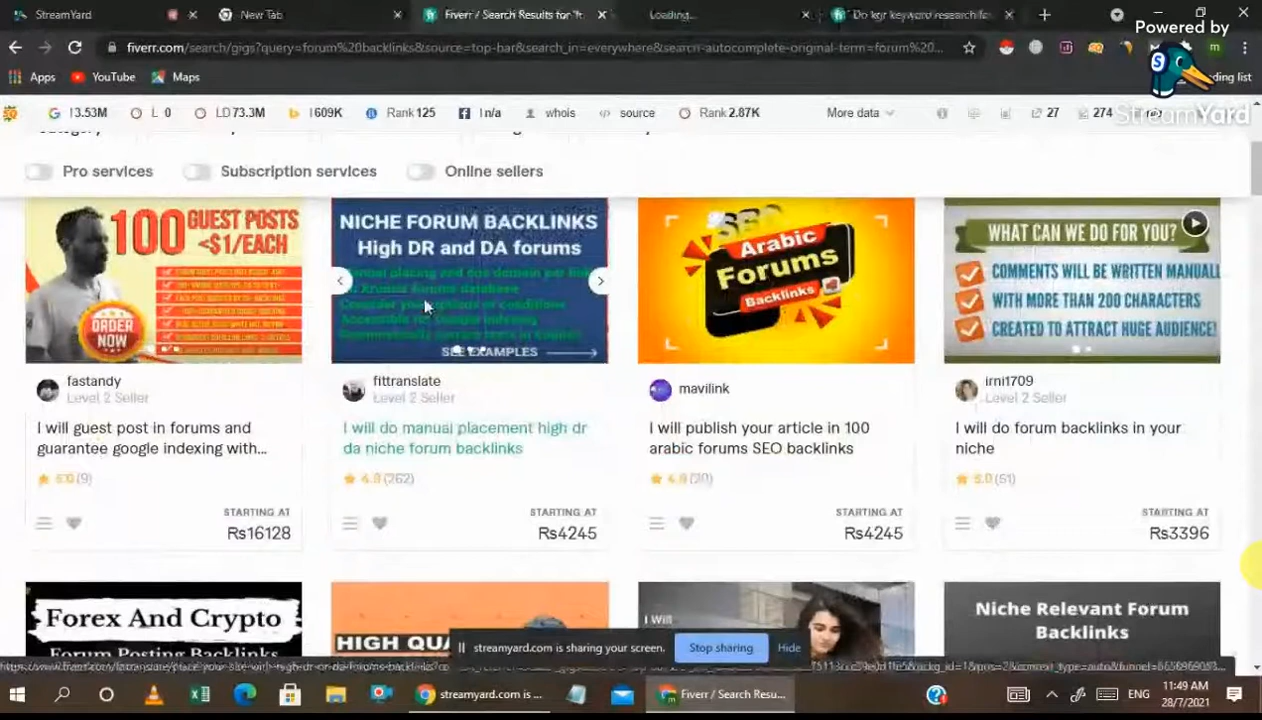 StreamYard
New Tab
Fiverr / Search Results for 'f
Loading...
Do kgr keyword research fo
Powered by
StreamYard
fiverr.com/search/gigs?query=forum%20backlinks&source=top-bar&search_in=everywhere&search-autocomplete-original-term=forum%20...
Apps
YouTube
Maps
ding list
I 3.53M
L 0
LD 73.3M
I 609K
Rank 125
I n/a
whois
source
Rank 2.87K
More data
27
274
Pro services
Subscription services
Online sellers
100 GUEST POSTS
<$1/EACH
ORDER
NOW
fastandy
Level 2 Seller
I will guest post in forums and
guarantee google indexing with...
5.0 (9)
STARTING AT
Rs16128
NICHE FORUM BACKLINKS
High DR and DA forums
SEE EXAMPLES
fittranslate
Level 2 Seller
I will do manual placement high dr
da niche forum backlinks
4.9 (262)
STARTING AT
Rs4245
SEO
Arabic
Forums
Backlinks
mavilink
I will publish your article in 100
arabic forums SEO backlinks
4.9 (20)
STARTING AT
Rs4245
WHAT CAN WE DO FOR YOU?
COMMENTS WILL BE WRITTEN MANUALL
WITH MORE THAN 200 CHARACTERS
CREATED TO ATTRACT HUGE AUDIENCE!
irni1709
Level 2 Seller
I will do forum backlinks in your
niche
5.0 (51)
STARTING AT
Rs3396
Forex And Crypto
Forum Posting Backlinks
HIGH QUA
I Will
Niche Relevant Forum
Backlinks
streamyard.com is sharing your screen.
Stop sharing
Hide
streamyard.com is ...
Fiverr / Search Resu...
ENG
11:49 AM
28/7/2021